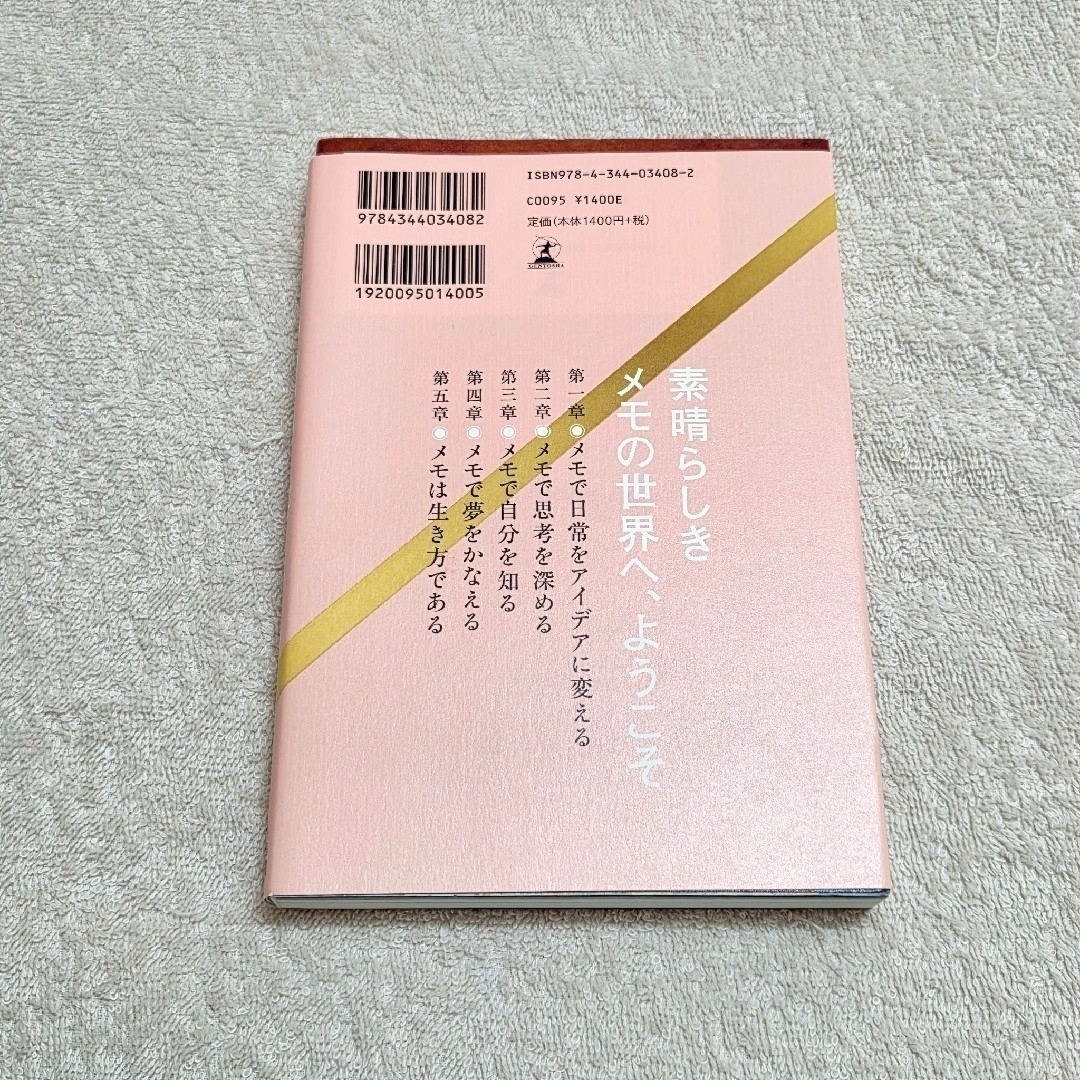 ISBN978-4-344-03408-2
C0095 ¥1400E
定価(本体1400円+税)
GENTOSHA
9784344034082
1920095014005
素晴らしき
メモの世界へ、ようこそ
第一章●メモで日常をアイデアに変える
第二章●メモで思考を深める
第三章●メモで自分を知る
第四章●メモで夢をかなえる
第五章●メモは生き方である